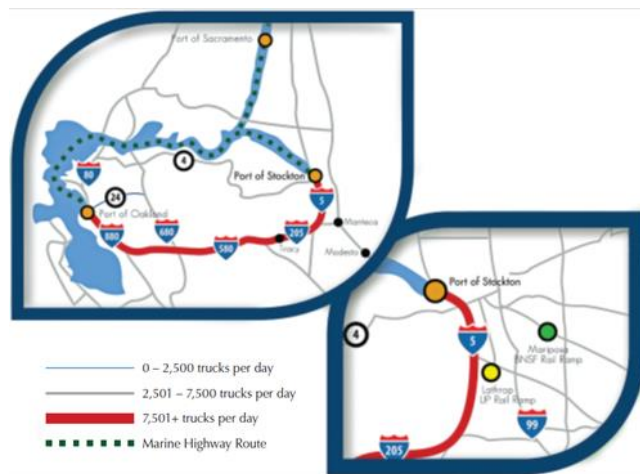 Port of Sacramento
4
80
Port of Stockton
24
Port of Oakland
5
880
680
580
205
Manteca
Tracy
Modesto
Port of Stockton
4
5
Mariposa
BNSF Rail Ramp
Lathrop
UP Rail Ramp
99
205
0 – 2,500 trucks per day
2,501 – 7,500 trucks per day
7,501+ trucks per day
Marine Highway Route